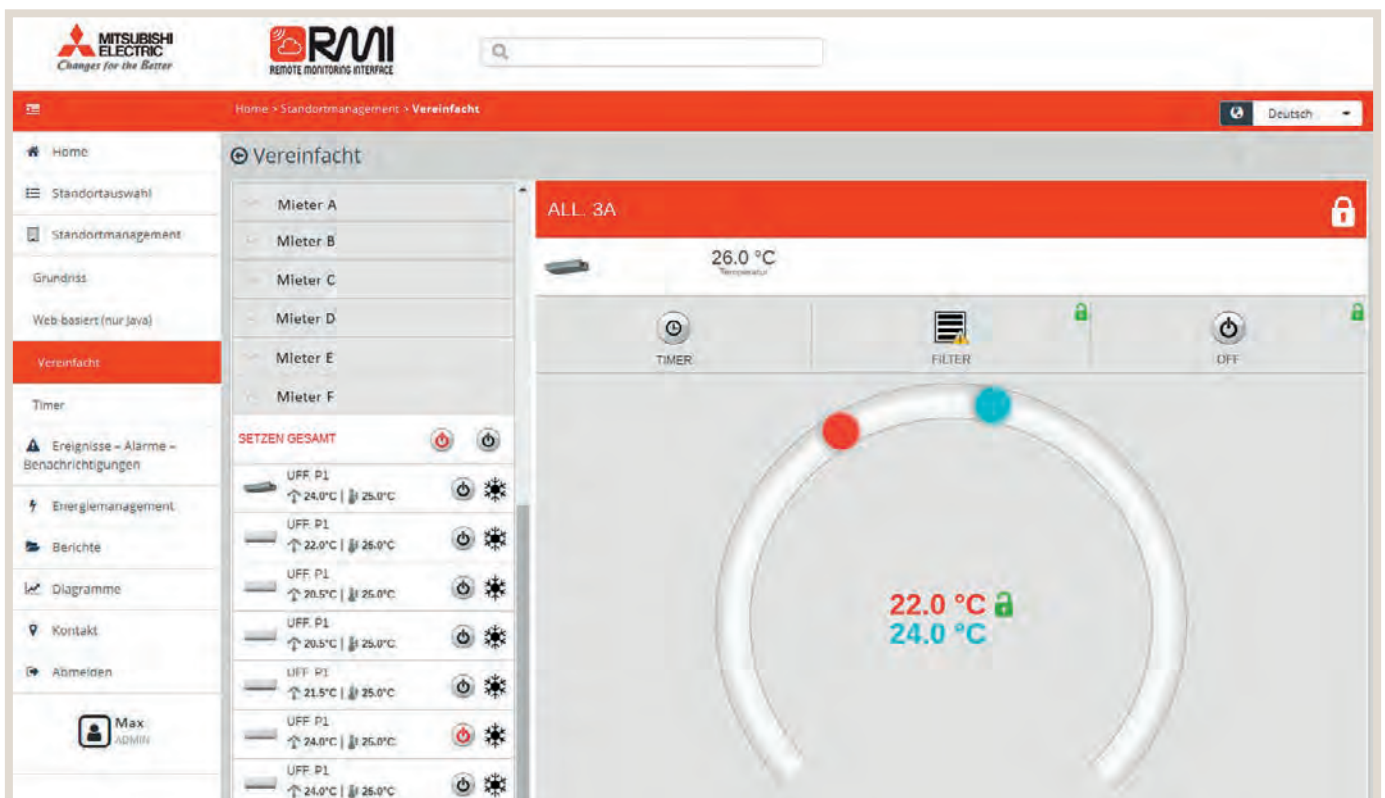 MITSUBISHI
ELECTRIC
Changes for the Better
RMI
REMOTE MONITORING INTERFACE
Home > Standortmanagement > Vereinfacht
Deutsch
Home
Standortauswahl
Standortmanagement
Grundriss
Web-basiert (nur Java)
Vereinfacht
Timer
Ereignisse – Alarme –
Benachrichtigungen
Energiemanagement
Berichte
Diagramme
Kontakt
Abmelden
Max
ADMIN
Vereinfacht
Mieter A
Mieter B
Mieter C
Mieter D
Mieter E
Mieter F
SETZEN GESAMT
UFF. P1
24.0°C | 25.0°C
UFF. P1
22.0°C | 26.0°C
UFF. P1
20.5°C | 25.0°C
UFF. P1
20.5°C | 25.0°C
UFF. P1
21.5°C | 25.0°C
UFF. P1
24.0°C | 25.0°C
UFF. P1
24.0°C | 26.0°C
ALL. 3A
26.0 °C
Temperatur
TIMER
FILTER
OFF
22.0 °C
24.0 °C